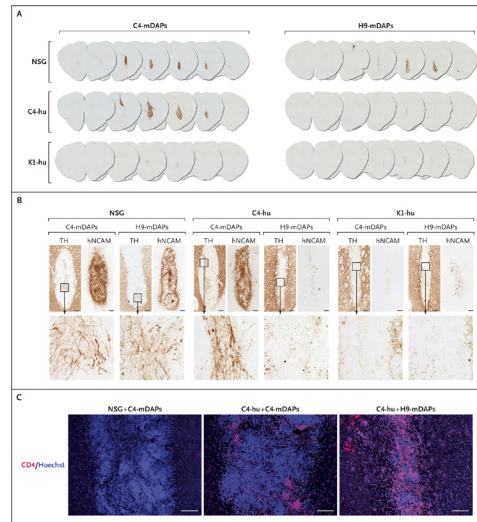 A
C4-mDAPs H9-mDAPs
NSG
C4-hu
K1-hu
B
NSG C4-hu K1-hu
C4-mDAPs H9-mDAPs C4-mDAPs H9-mDAPs C4-mDAPs H9-mDAPs
TH hNCAM TH hNCAM TH hNCAM TH hNCAM TH hNCAM TH hNCAM
C
NSG+C4-mDAPs C4-hu+C4-mDAPs C4-hu+H9-mDAPs
CD4/Hoechst